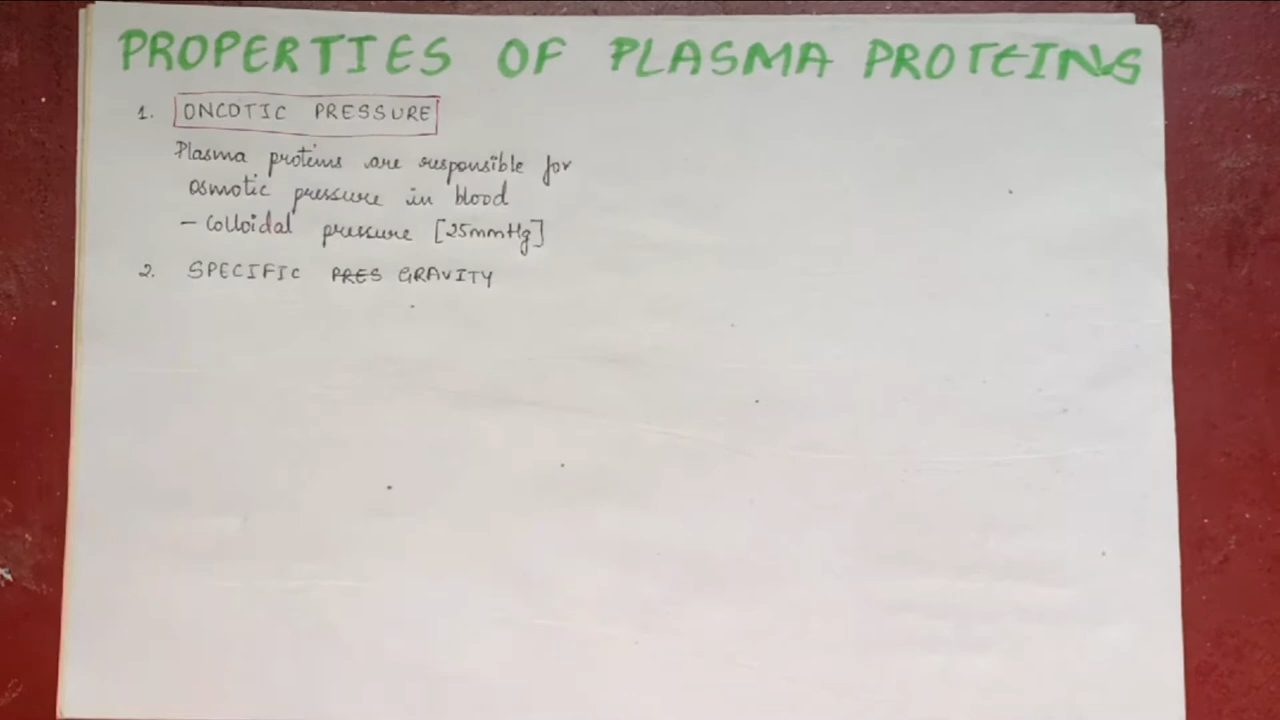 PROPERTIES OF PLASMA PROTEINS
1. ONCOTIC PRESSURE
Plasma proteins are responsible for
osmotic pressure in blood
- Colloidal pressure [25mmHg]
2. SPECIFIC PRES GRAVITY